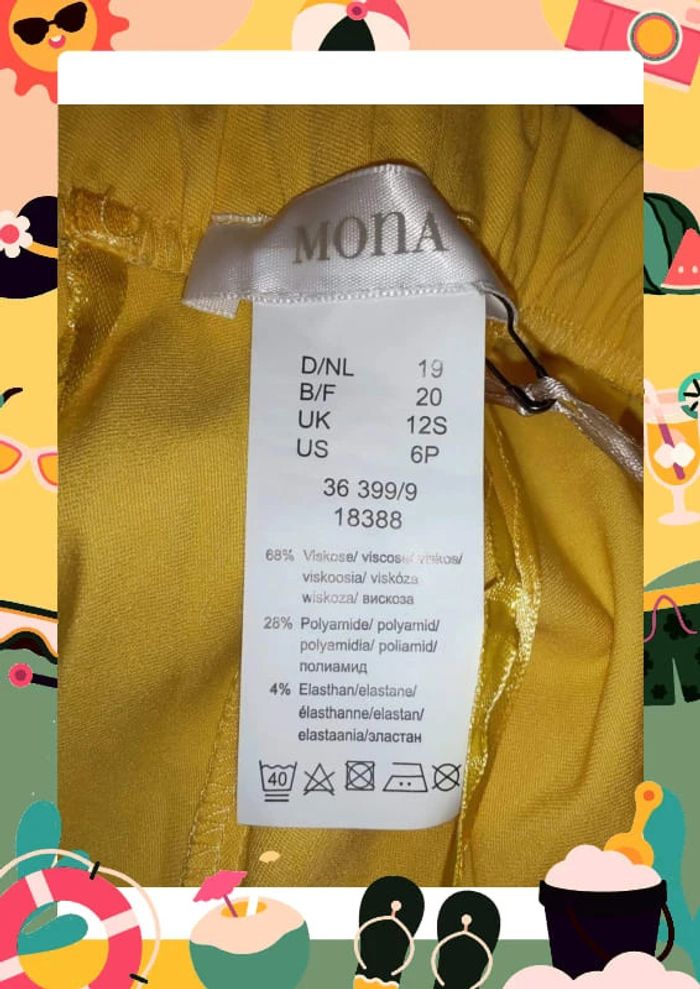 MONA
D/NL 19
B/F 20
UK 12S
US 6P
36 399/9
18388
68% Viskose/ viscose/ viskos/
viskoosia/ viskóza
wiskoza/ вискоза
28% Polyamide/ polyamid/
polyamidia/ poliamid/
полиамид
4% Elasthan/elastane/
élasthanne/elastan/
elastaania/эластан
40